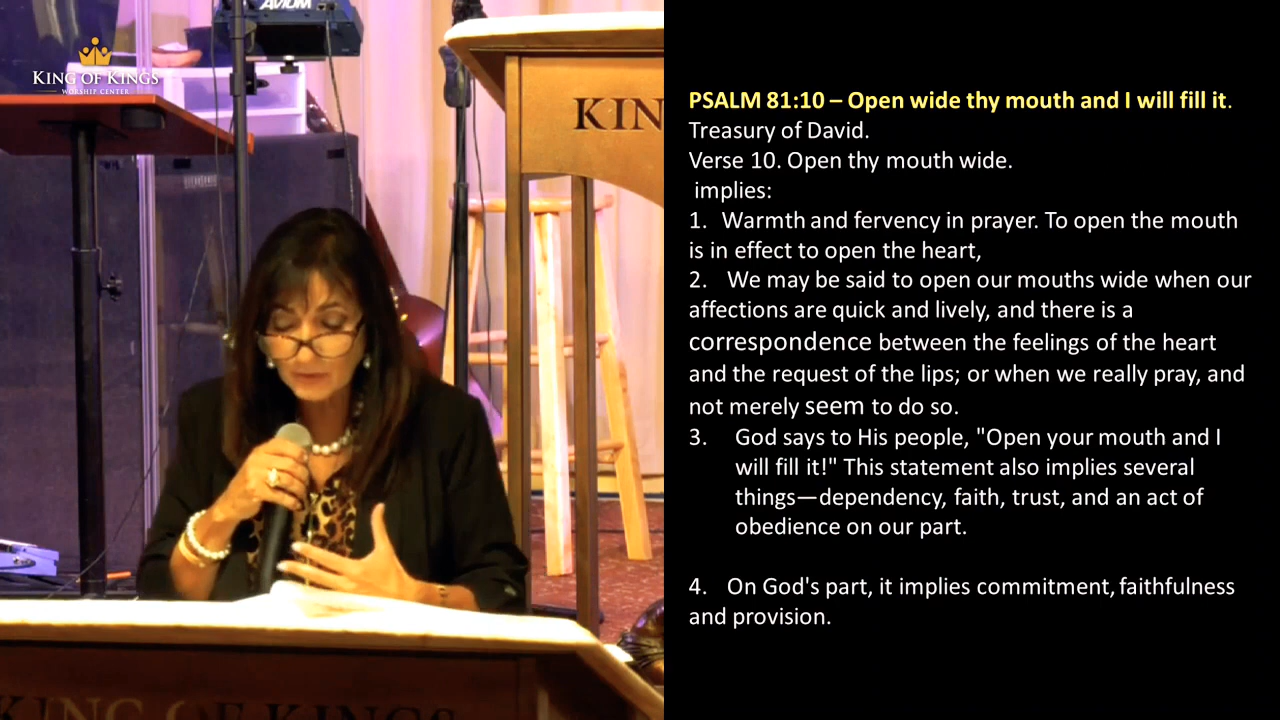 AVIOM
KING OF KINGS
WORSHIP CENTER
KIN
KING OF KINGS
PSALM 81:10 – Open wide thy mouth and I will fill it.
Treasury of David.
Verse 10. Open thy mouth wide.
implies:
1. Warmth and fervency in prayer. To open the mouth
is in effect to open the heart,
2. We may be said to open our mouths wide when our
affections are quick and lively, and there is a
correspondence between the feelings of the heart
and the request of the lips; or when we really pray, and
not merely seem to do so.
3. God says to His people, "Open your mouth and I
will fill it!" This statement also implies several
things—dependency, faith, trust, and an act of
obedience on our part.
4. On God's part, it implies commitment, faithfulness
and provision.